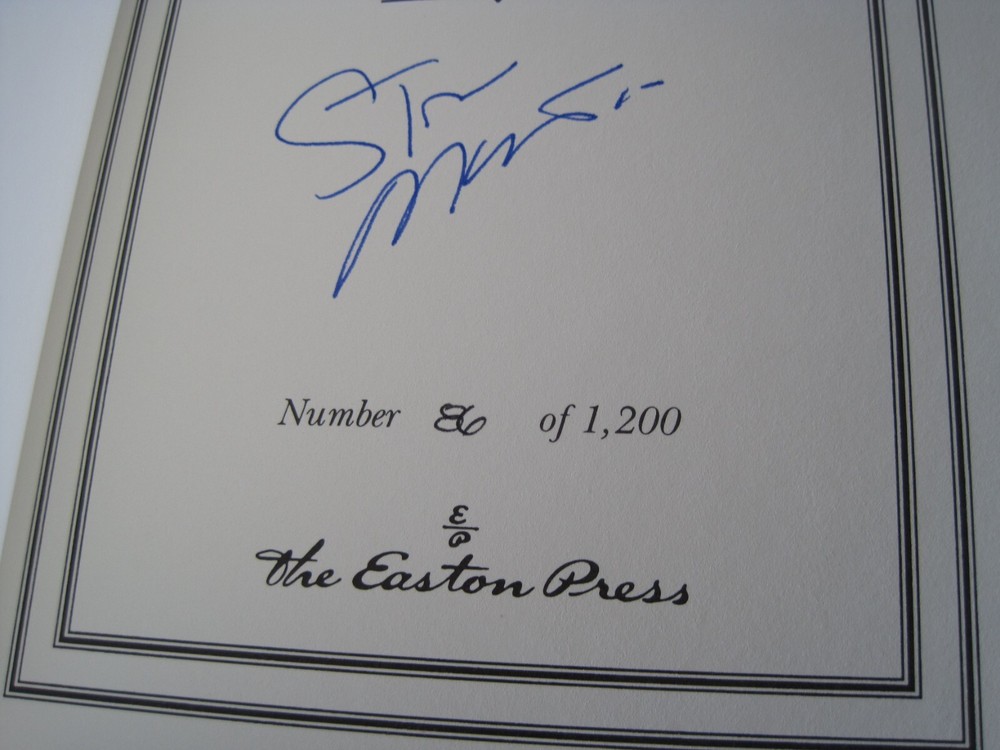 Number 86 of 1,200
E
P
The Easton Press